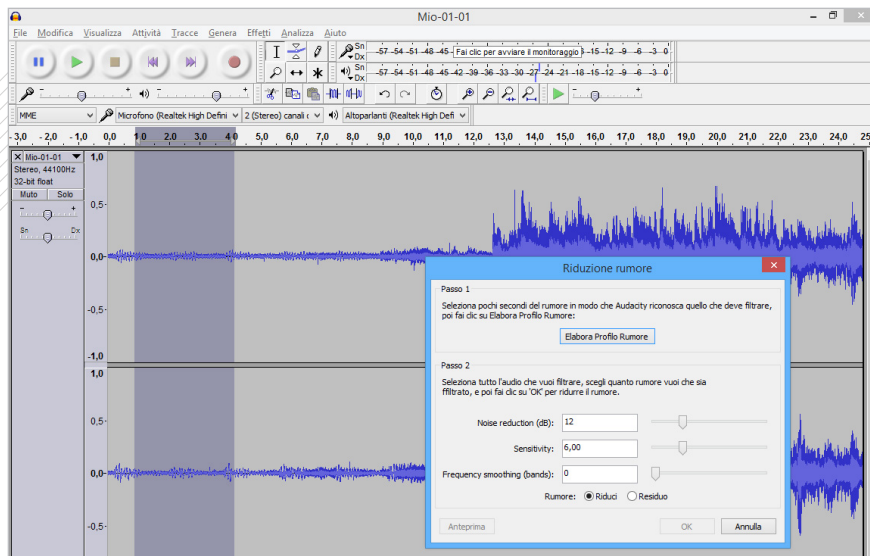 Mio-01-01
File Modifica Visualizza Attività Tracce Genera Effetti Analizza Aiuto
Sn Dx -57 -54 -51 -48 -45 - Fai clic per avviare il monitoraggio -15 -12 -9 -6 -3 0
Sn Dx -57 -54 -51 -48 -45 -42 -39 -36 -33 -30 -27 -24 -21 -18 -15 -12 -9 -6 -3 0
MME Microfono (Realtek High Defini 2 (Stereo) canali Altoparlanti (Realtek High Defi
- 3,0 - 2,0 - 1,0 0,0 1,0 2,0 3,0 4,0 5,0 6,0 7,0 8,0 9,0 10,0 11,0 12,0 13,0 14,0 15,0 16,0 17,0 18,0 19,0 20,0 21,0 22,0 23,0 24,0
Mio-01-01
Stereo, 44100Hz
32-bit float
Muto Solo
- +
Sn Dx
1,0
0,5-
0,0-
-0,5-
-1,0
1,0
0,5-
0,0-
-0,5-
Riduzione rumore
Passo 1
Seleziona pochi secondi del rumore in modo che Audacity riconosca quello che deve filtrare,
poi fai clic su Elabora Profilo Rumore:
Elabora Profilo Rumore
Passo 2
Seleziona tutto l'audio che vuoi filtrare, scegli quanto rumore vuoi che sia
ffiltrato, e poi fai clic su 'OK' per ridurre il rumore.
Noise reduction (dB): 12
Sensitivity: 6,00
Frequency smoothing (bands): 0
Rumore: Riduci Residuo
Anteprima OK Annulla